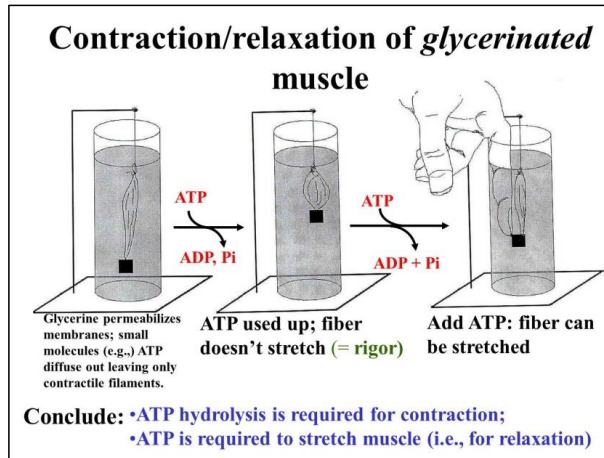 Contraction/relaxation of glycerinated
muscle
ATP
ADP, Pi
ATP
ADP + Pi
Glycerine permeabilizes
membranes; small
molecules (e.g.,) ATP
diffuse out leaving only
contractile filaments.
ATP used up; fiber
doesn't stretch (= rigor)
Add ATP: fiber can
be stretched
Conclude: •ATP hydrolysis is required for contraction;
•ATP is required to stretch muscle (i.e., for relaxation)